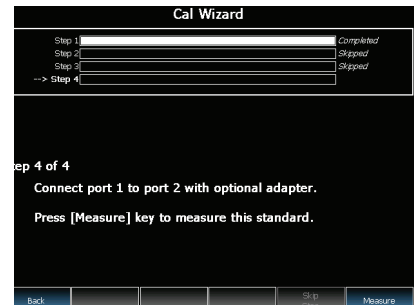 Cal Wizard
Step 1 Completed
Step 2 Skipped
Step 3 Skipped
--> Step 4
tep 4 of 4
Connect port 1 to port 2 with optional adapter.
Press [Measure] key to measure this standard.
Back Skip Measure